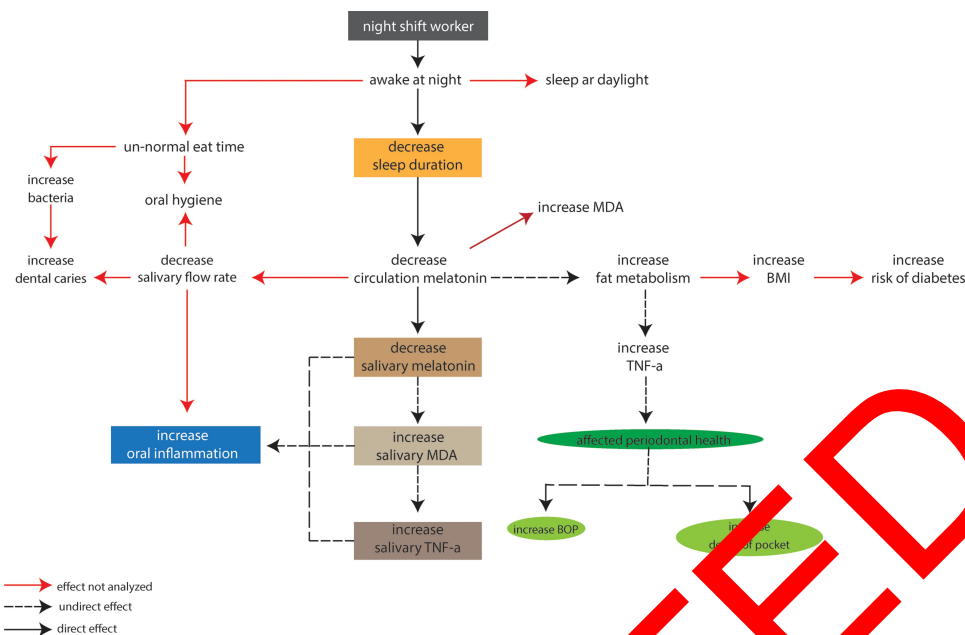 night shift worker
awake at night
sleep ar daylight
un-normal eat time
decrease
sleep duration
increase
bacteria
oral hygiene
increase MDA
increase
dental caries
decrease
salivary flow rate
decrease
circulation melatonin
increase
fat metabolism
increase
BMI
increase
risk of diabetes
decrease
salivary melatonin
increase
TNF-a
increase
oral inflammation
increase
salivary MDA
affected periodontal health
increase
salivary TNF-a
increase BOP
of pocket
effect not analyzed
undirect effect
direct effect